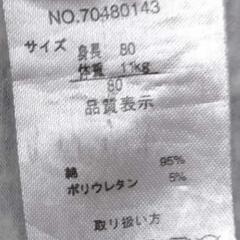 NO.70480143
サイズ 身長 80
体重 11kg
80
品質表示
綿 95%
ポリウレタン 5%
取り扱い方